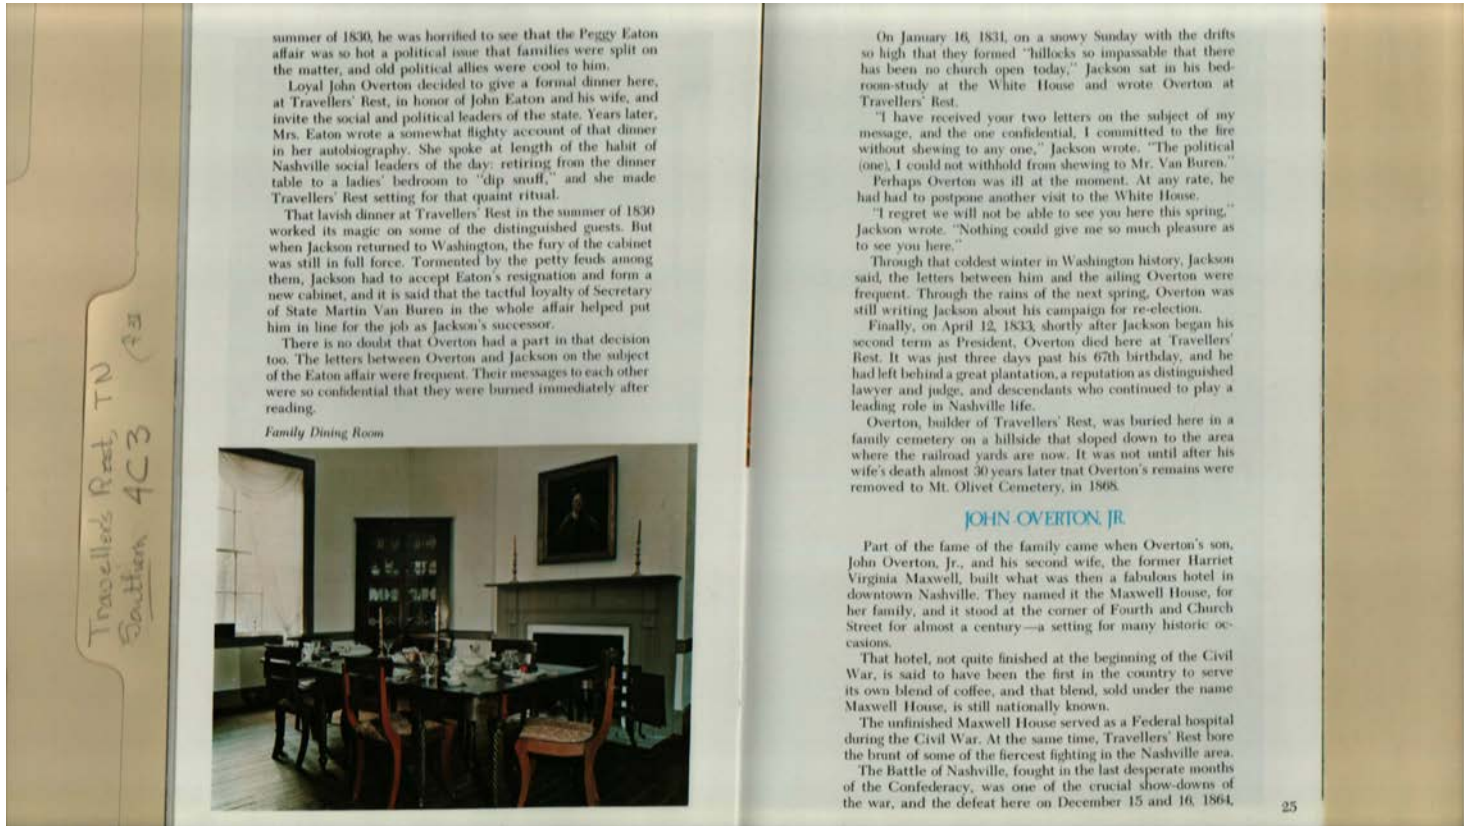 Traveller's Rest, TN
Southern 4C3
summer of 1830, he was horrified to see that the Peggy Eaton
affair was so hot a political issue that families were split on
the matter, and old political allies were cool to him.
Loyal John Overton decided to give a formal dinner here,
at Travellers' Rest, in honor of John Eaton and his wife, and
invite the social and political leaders of the state. Years later,
Mrs. Eaton wrote a somewhat flighty account of that dinner
in her autobiography. She spoke at length of the habit of
Nashville social leaders of the day: retiring from the dinner
table to a ladies' bedroom to "dip snuff," and she made
Travellers' Rest setting for that quaint ritual.
That lavish dinner at Travellers' Rest in the summer of 1830
worked its magic on some of the distinguished guests. But
when Jackson returned to Washington, the fury of the cabinet
was still in full force. Tormented by the petty feuds among
them, Jackson had to accept Eaton's resignation and form a
new cabinet, and it is said that the tactful loyalty of Secretary
of State Martin Van Buren in the whole affair helped put
him in line for the job as Jackson's successor.
There is no doubt that Overton had a part in that decision
too. The letters between Overton and Jackson on the subject
of the Eaton affair were frequent. Their messages to each other
were so confidential that they were burned immediately after
reading.
Family Dining Room
On January 16, 1831, on a snowy Sunday with the drifts
so high that they formed "hillocks so impassable that there
has been no church open today," Jackson sat in his bed-
room-study at the White House and wrote Overton at
Travellers' Rest.
"I have received your two letters on the subject of my
message, and the one confidential, I committed to the fire
without shewing to any one," Jackson wrote. "The political
(one), I could not withhold from shewing to Mr. Van Buren."
Perhaps Overton was ill at the moment. At any rate, he
had had to postpone another visit to the White House.
"I regret we will not be able to see you here this spring,"
Jackson wrote. "Nothing could give me so much pleasure as
to see you here."
Through that coldest winter in Washington history, Jackson
said, the letters between him and the ailing Overton were
frequent. Through the rains of the next spring, Overton was
still writing Jackson about his campaign for re-election.
Finally, on April 12, 1833, shortly after Jackson began his
second term as President, Overton died here at Travellers'
Rest. It was just three days past his 67th birthday, and he
had left behind a great plantation, a reputation as distinguished
lawyer and judge, and descendants who continued to play a
leading role in Nashville life.
Overton, builder of Travellers' Rest, was buried here in a
family cemetery on a hillside that sloped down to the area
where the railroad yards are now. It was not until after his
wife's death almost 30 years later that Overton's remains were
removed to Mt. Olivet Cemetery, in 1868.
JOHN OVERTON, JR.
Part of the fame of the family came when Overton's son,
John Overton, Jr., and his second wife, the former Harriet
Virginia Maxwell, built what was then a fabulous hotel in
downtown Nashville. They named it the Maxwell House, for
her family, and it stood at the corner of Fourth and Church
Street for almost a century—a setting for many historic oc-
casions.
That hotel, not quite finished at the beginning of the Civil
War, is said to have been the first in the country to serve
its own blend of coffee, and that blend, sold under the name
Maxwell House, is still nationally known.
The unfinished Maxwell House served as a Federal hospital
during the Civil War. At the same time, Travellers' Rest bore
the brunt of some of the fiercest fighting in the Nashville area.
The Battle of Nashville, fought in the last desperate months
of the Confederacy, was one of the crucial show-downs of
the war, and the defeat here on December 15 and 16, 1864,
25